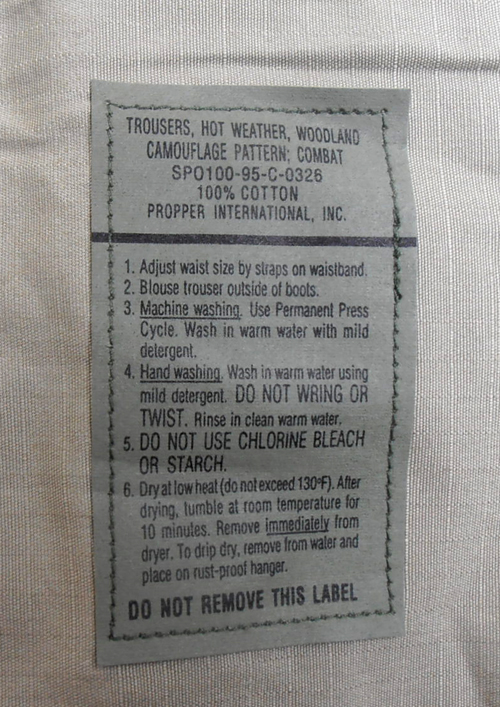 TROUSERS, HOT WEATHER, WOODLAND
CAMOUFLAGE PATTERN; COMBAT
SPO100-95-C-0326
100% COTTON
PROPPER INTERNATIONAL, INC.
1. Adjust waist size by straps on waistband.
2. Blouse trouser outside of boots.
3. Machine washing. Use Permanent Press
Cycle. Wash in warm water with mild
detergent.
4. Hand washing. Wash in warm water using
mild detergent. DO NOT WRING OR
TWIST. Rinse in clean warm water.
5. DO NOT USE CHLORINE BLEACH
OR STARCH.
6. Dry at low heat (do not exceed 130°F). After
drying, tumble at room temperature for
10 minutes. Remove immediately from
dryer. To drip dry, remove from water and
place on rust-proof hanger.
DO NOT REMOVE THIS LABEL